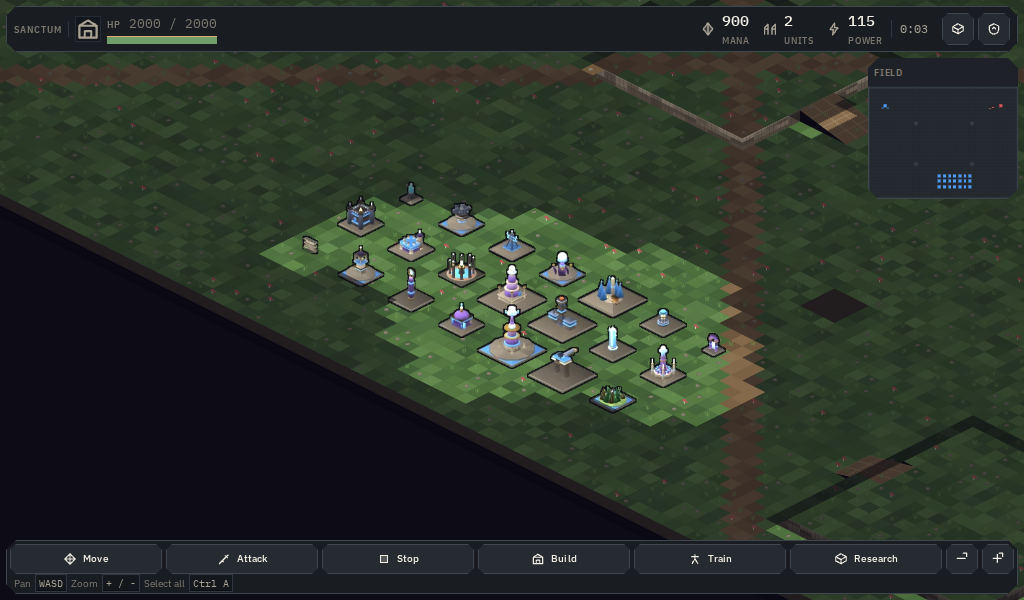 SANCTUM
HP 2000 / 2000
900 MANA
2 UNITS
115 POWER
0:03
FIELD
Move
Attack
Stop
Build
Train
Research
Pan WASD Zoom + / - Select all Ctrl A